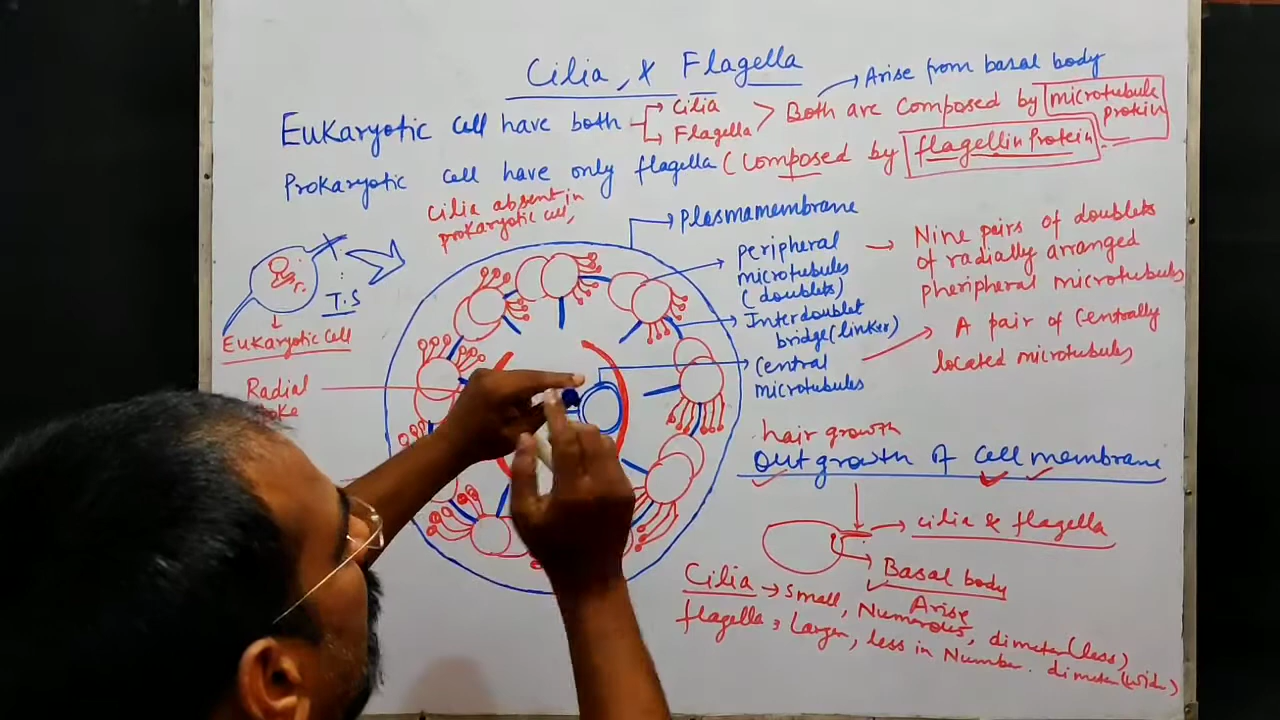 Cilia, & Flagella
Arise from basal body
Eukaryotic cell have both Cilia Flagella Both are composed by microtubule protein
Prokaryotic cell have only flagella (composed by flagellin protein
Cilia absent in
prokaryotic cell,
T.S
Eukaryotic Cell
Radial
Plasmamembrane
peripheral
microtubules
(doublets)
Nine pairs of doublets
of radially arranged
pheripheral microtubules
Interdoublet
bridge(linker)
Central
microtubules
A pair of centrally
located microtubules
hair growth
Out growth of cell membrane
cilia & flagella
Basal body
Arise
Cilia → small, Numerous, dimeter(less),
flagella, Larger, less in Number. dimeter(wide)